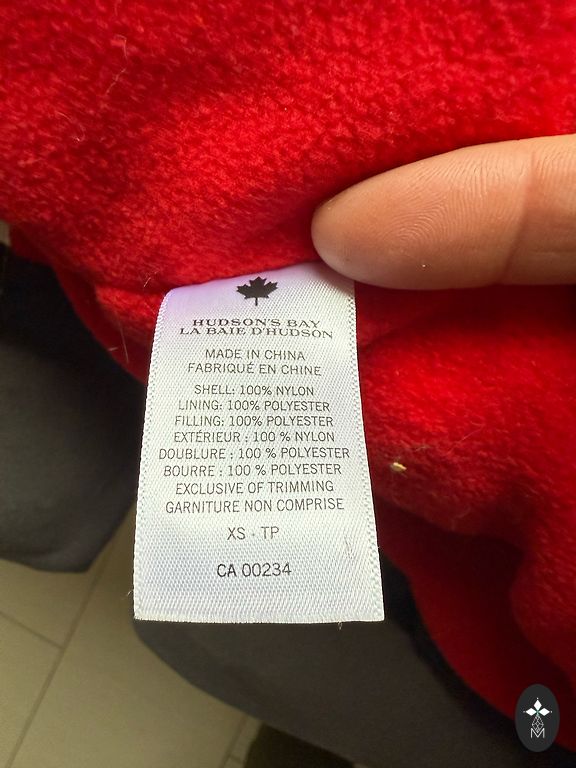 HUDSON'S BAY
LA BAIE D'HUDSON
MADE IN CHINA
FABRIQUÉ EN CHINE
SHELL: 100% NYLON
LINING: 100% POLYESTER
FILLING: 100% POLYESTER
EXTÉRIEUR : 100 % NYLON
DOUBLURE : 100 % POLYESTER
BOURRE : 100 % POLYESTER
EXCLUSIVE OF TRIMMING
GARNITURE NON COMPRISE
XS · TP
CA 00234
M